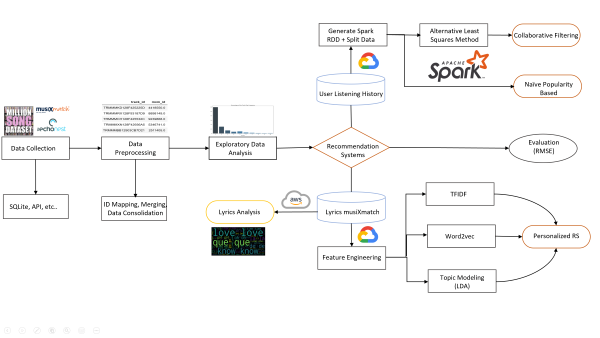 Generate Spark
RDD + Split Data
Alternative Least
Squares Method
Collaborative Filtering
APACHE
Spark
User Listening History
Naïve Popularity
Based
MILLION
SONG
DATASET
musixmatch
echonest
track_id
Data Collection
Data
Preprocessing
Exploratory Data
Analysis
Recommendation
Systems
Evaluation
(RMSE)
SQLite, API, etc..
ID Mapping, Merging,
Data Consolidation
aws
Lyrics Analysis
Lyrics musiXmatch
love love
que que
know know
Feature Engineering
TFIDF
Word2vec
Topic Modeling
(LDA)
Personalized RS